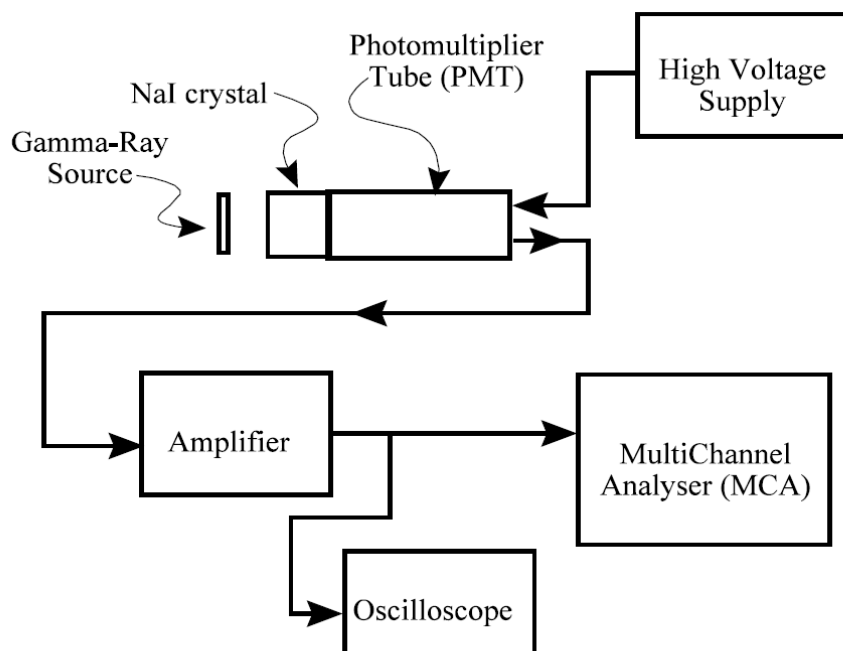 Photomultiplier
Tube (PMT)
High Voltage
Supply
NaI crystal
Gamma-Ray
Source
Amplifier
MultiChannel
Analyser (MCA)
Oscilloscope